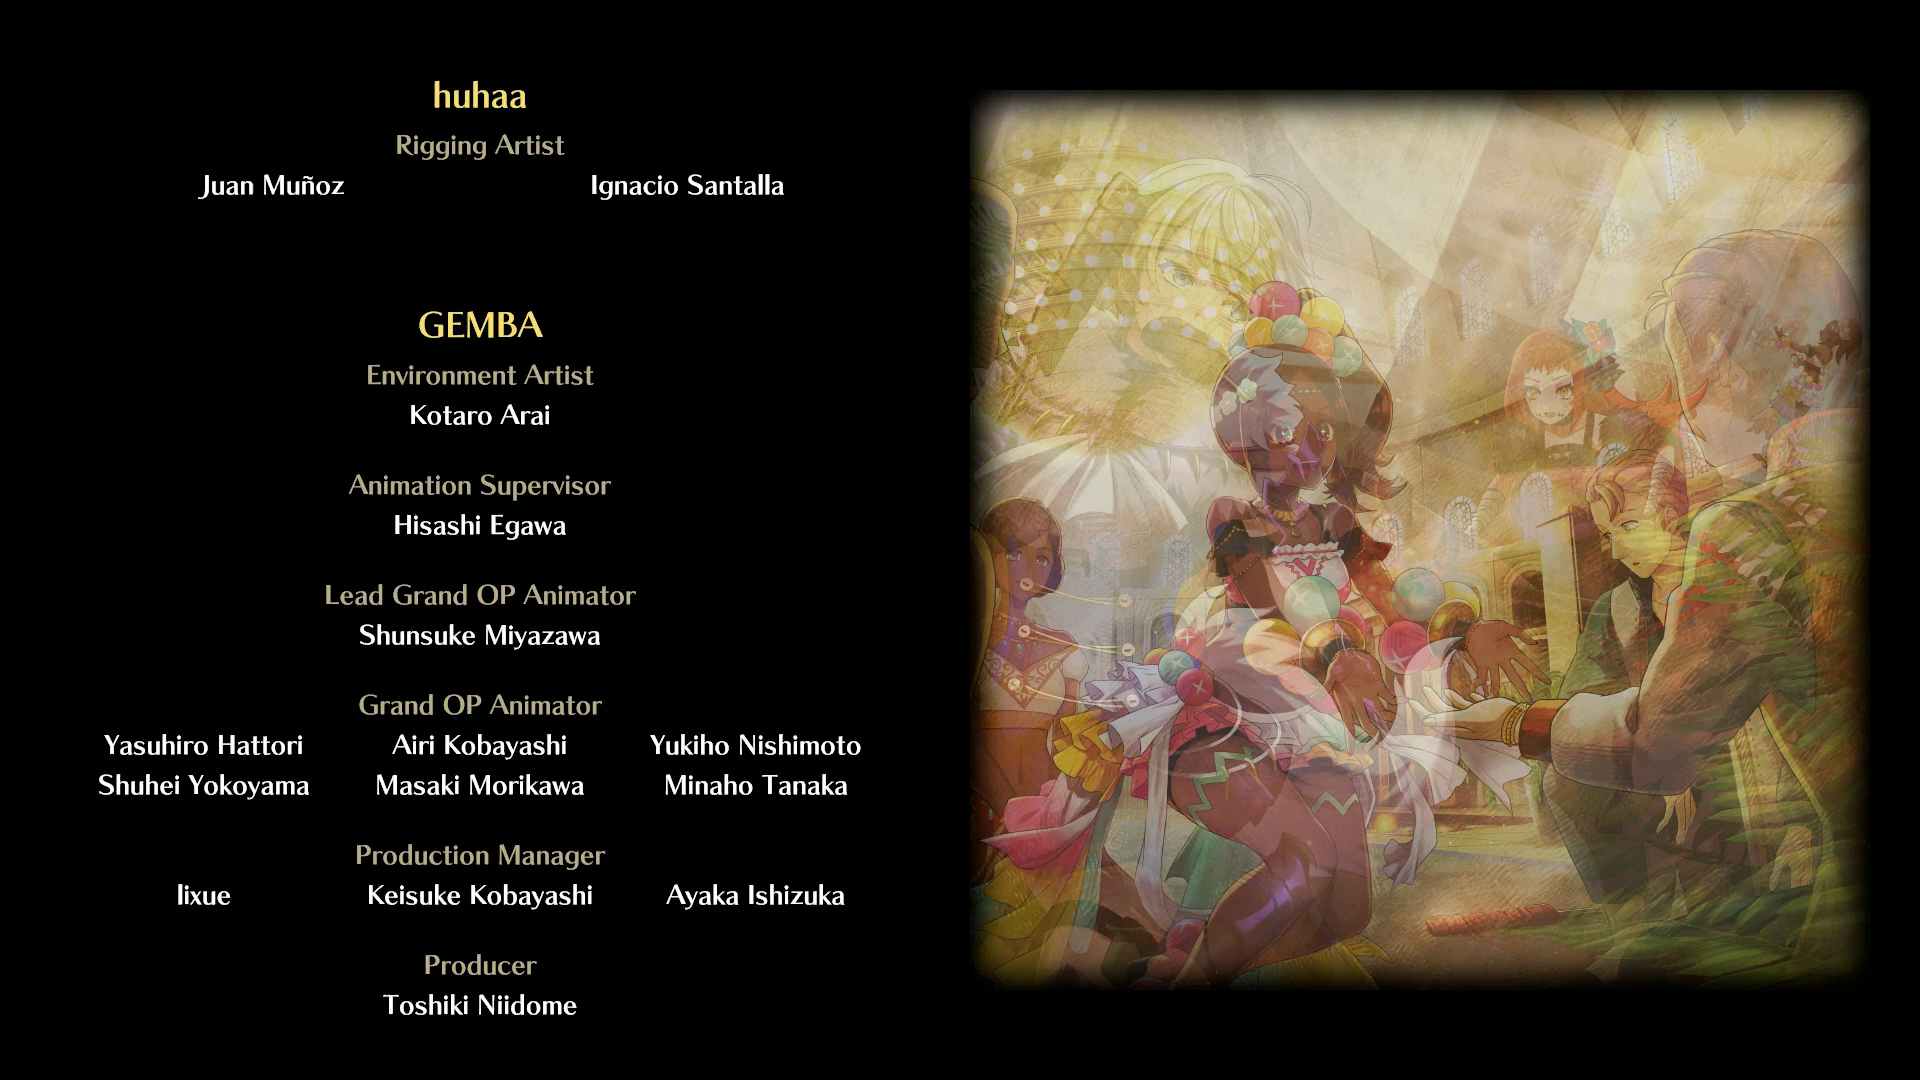 huhaa
Rigging Artist
Juan Muñoz Ignacio Santalla
GEMBA
Environment Artist
Kotaro Arai
Animation Supervisor
Hisashi Egawa
Lead Grand OP Animator
Shunsuke Miyazawa
Grand OP Animator
Yasuhiro Hattori Airi Kobayashi Yukiho Nishimoto
Shuhei Yokoyama Masaki Morikawa Minaho Tanaka
Production Manager
lixue Keisuke Kobayashi Ayaka Ishizuka
Producer
Toshiki Niidome